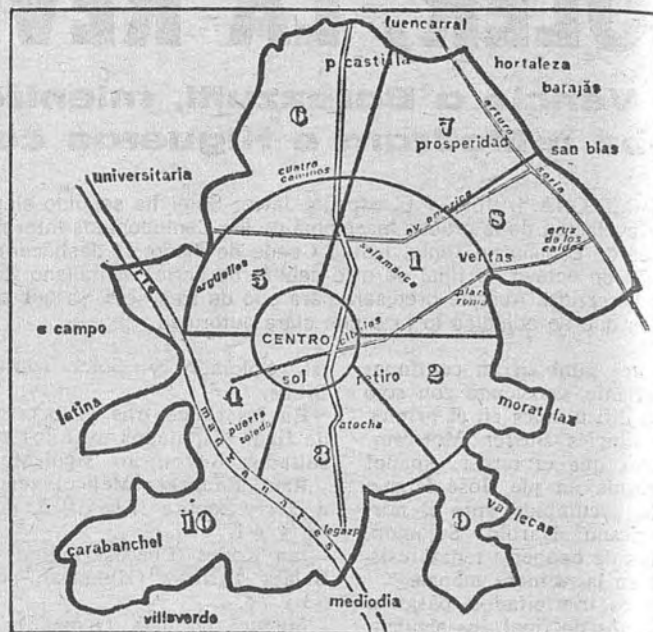 fuencarral
p castilla
hortaleza
barajas
6
7
arturo
prosperidad
san blas
cuatro
caminos
universitaria
soria
av. america
8
cruz
de los
caidos
salamanca
1
ventas
rio
argüelles
5
plaza
roma
cibeles
CENTRO
c campo
sol
retiro
2
4
latina
puerta
toledo
moratalaz
manzanares
atocha
3
10
9
vallecas
carabanchel
legazpi
mediodia
villaverde